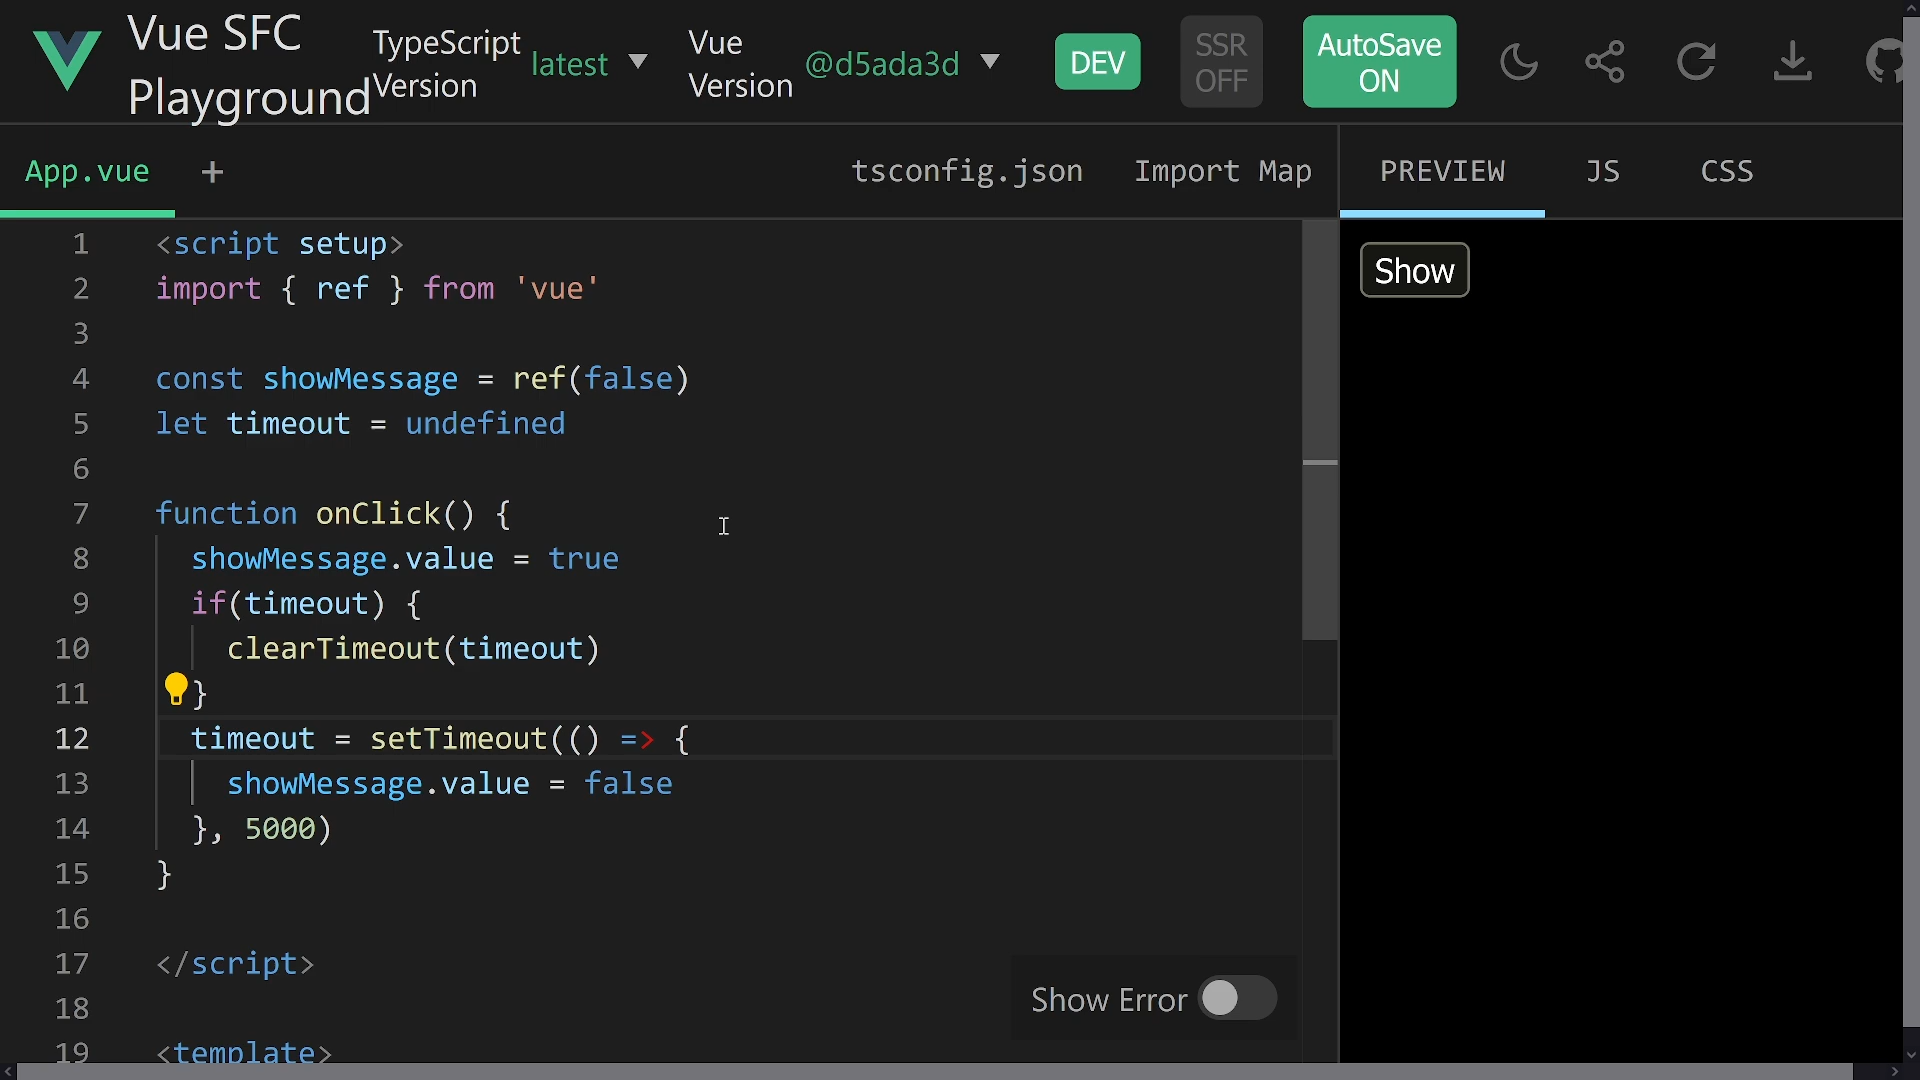 Vue SFC
Playground
TypeScript
Version
latest
Vue
Version
@d5ada3d
DEV
SSR
OFF
AutoSave
ON
App.vue
+
tsconfig.json
Import Map
PREVIEW
JS
CSS
1 <script setup>
2 import { ref } from 'vue'
3
4 const showMessage = ref(false)
5 let timeout = undefined
6
7 function onClick() {
8 showMessage.value = true
9 if(timeout) {
10 clearTimeout(timeout)
11 }
12 timeout = setTimeout(() => {
13 showMessage.value = false
14 }, 5000)
15 }
16
17 </script>
18
19 <template>
Show Error
Show